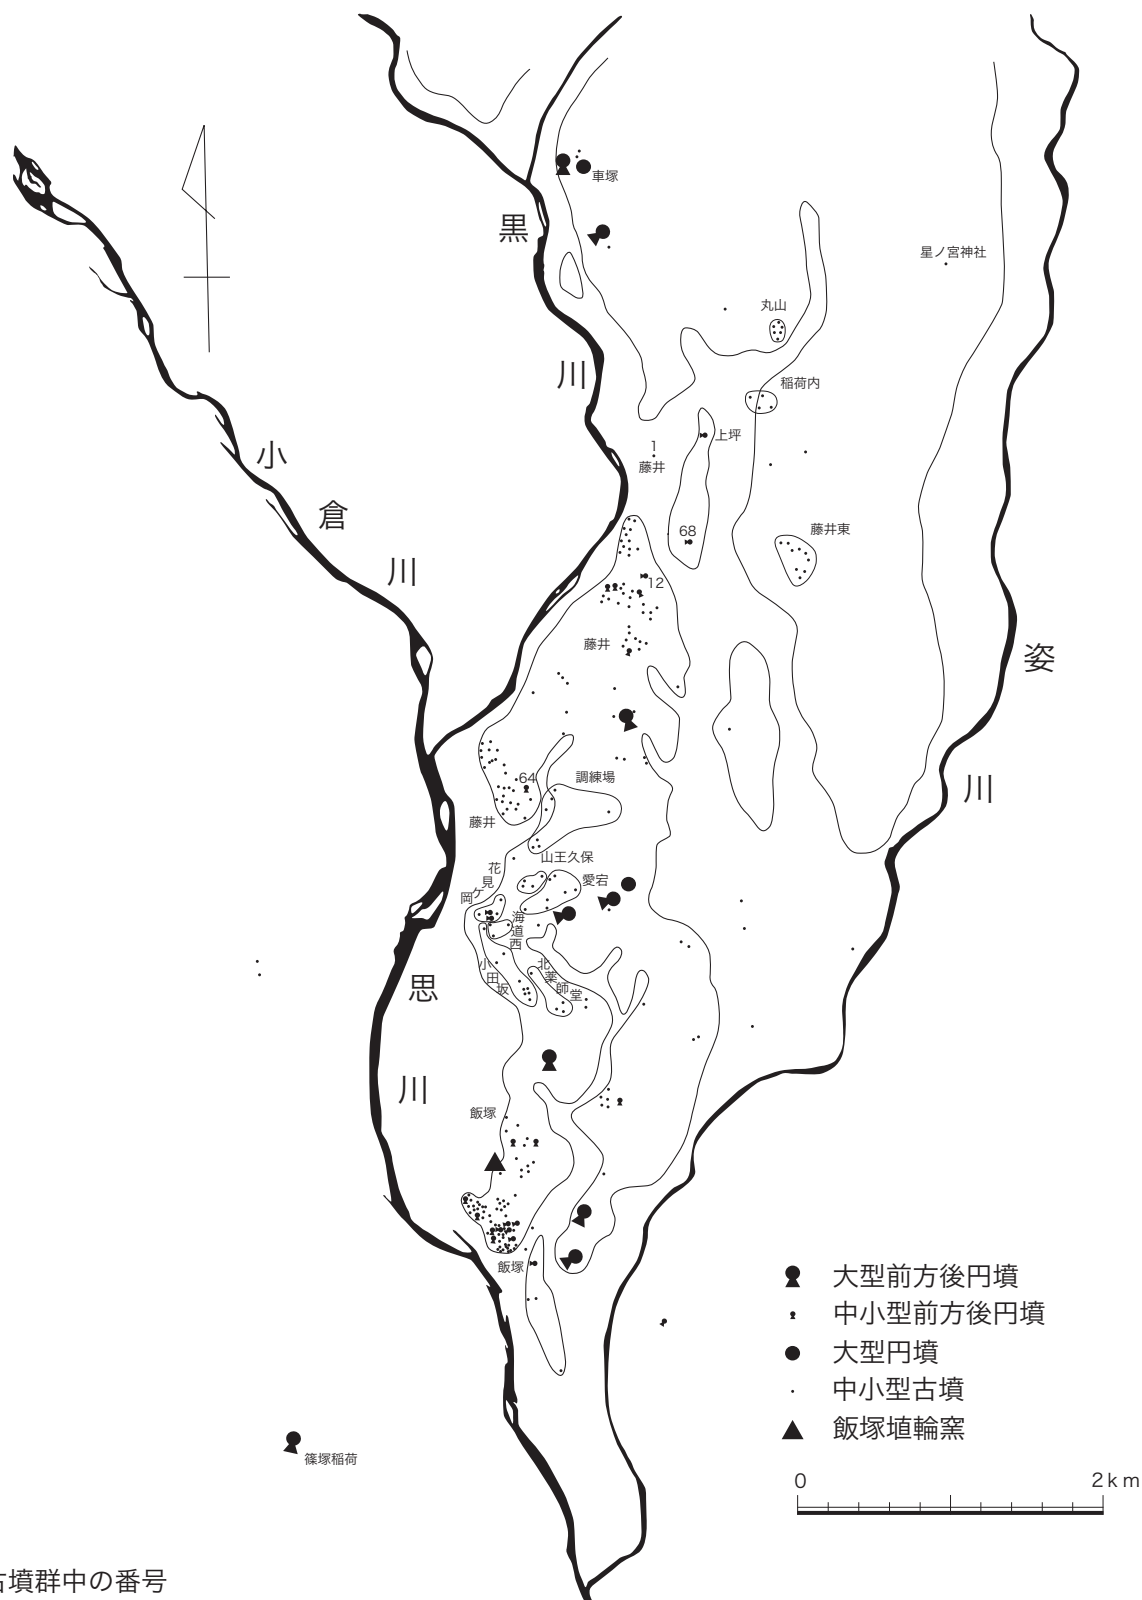 車塚
黒川
星ノ宮神社
丸山
稲荷内
上坪
1
藤井
小倉川
68
藤井東
12
藤井
姿川
64
調練場
藤井
山王久保
花見ケ岡
愛宕
海道西
小田坂
北薬師堂
思川
飯塚
飯塚
大型前方後円墳
中小型前方後円墳
大型円墳
中小型古墳
飯塚埴輪窯
篠塚稲荷
0 2km
古墳群中の番号